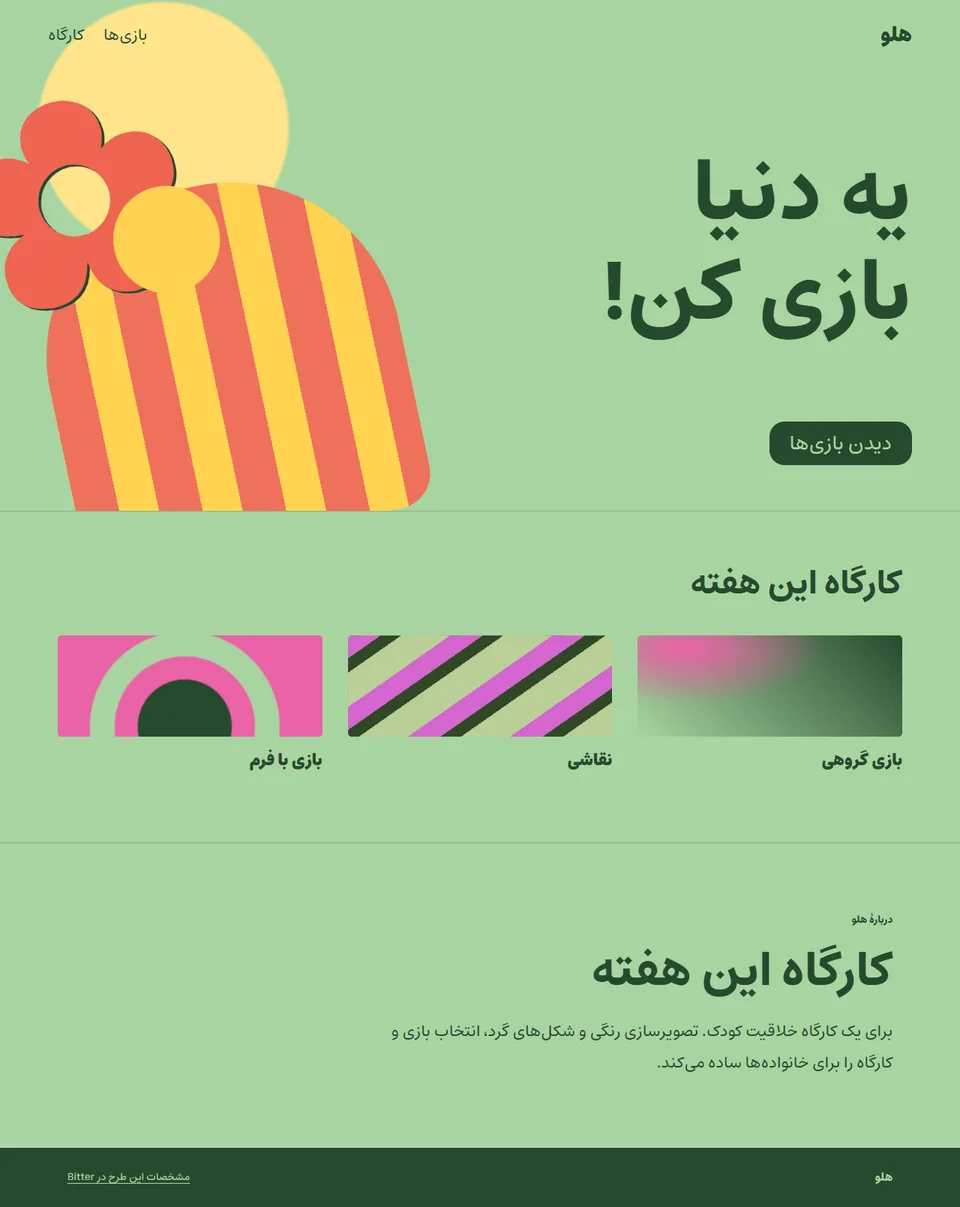 هلو
بازی‌ها
کارگاه
یه دنیا
بازی کن!
دیدن بازی‌ها
کارگاه این هفته
بازی گروهی
نقاشی
بازی با فرم
دربارهٔ هلو
کارگاه این هفته
برای یک کارگاه خلاقیت کودک. تصویرسازی رنگی و شکل‌های گرد، انتخاب بازی و
کارگاه را برای خانواده‌ها ساده می‌کند.
هلو
مشخصات این طرح در Bitter